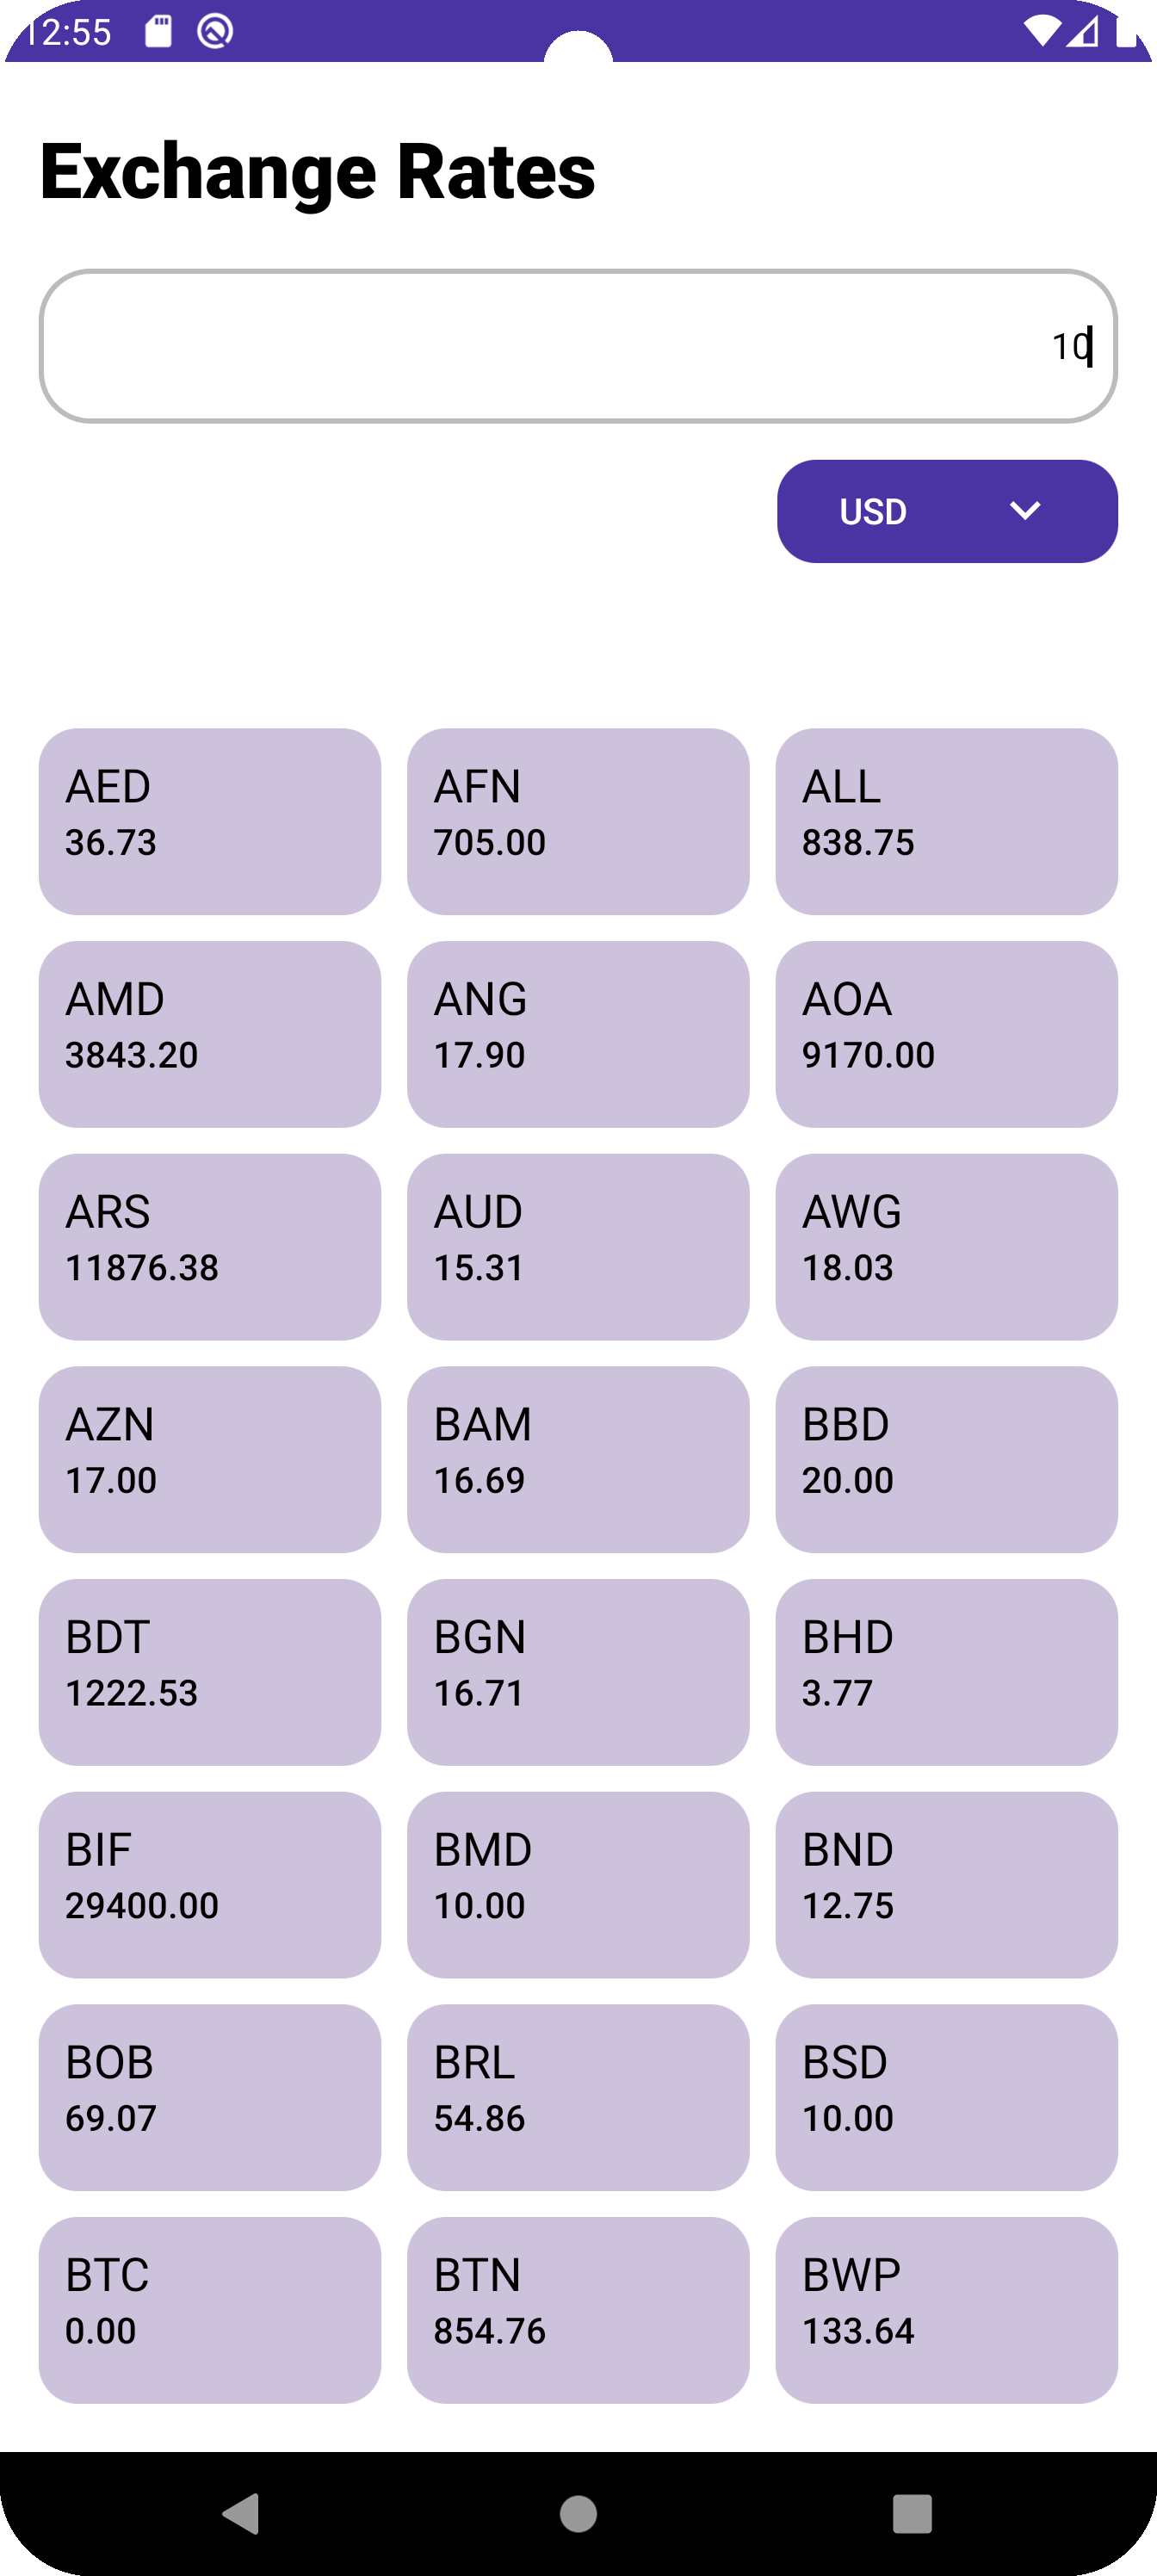 12:55
Exchange Rates
10
USD
AED AFN ALL
36.73 705.00 838.75
AMD ANG AOA
3843.20 17.90 9170.00
ARS AUD AWG
11876.38 15.31 18.03
AZN BAM BBD
17.00 16.69 20.00
BDT BGN BHD
1222.53 16.71 3.77
BIF BMD BND
29400.00 10.00 12.75
BOB BRL BSD
69.07 54.86 10.00
BTC BTN BWP
0.00 854.76 133.64